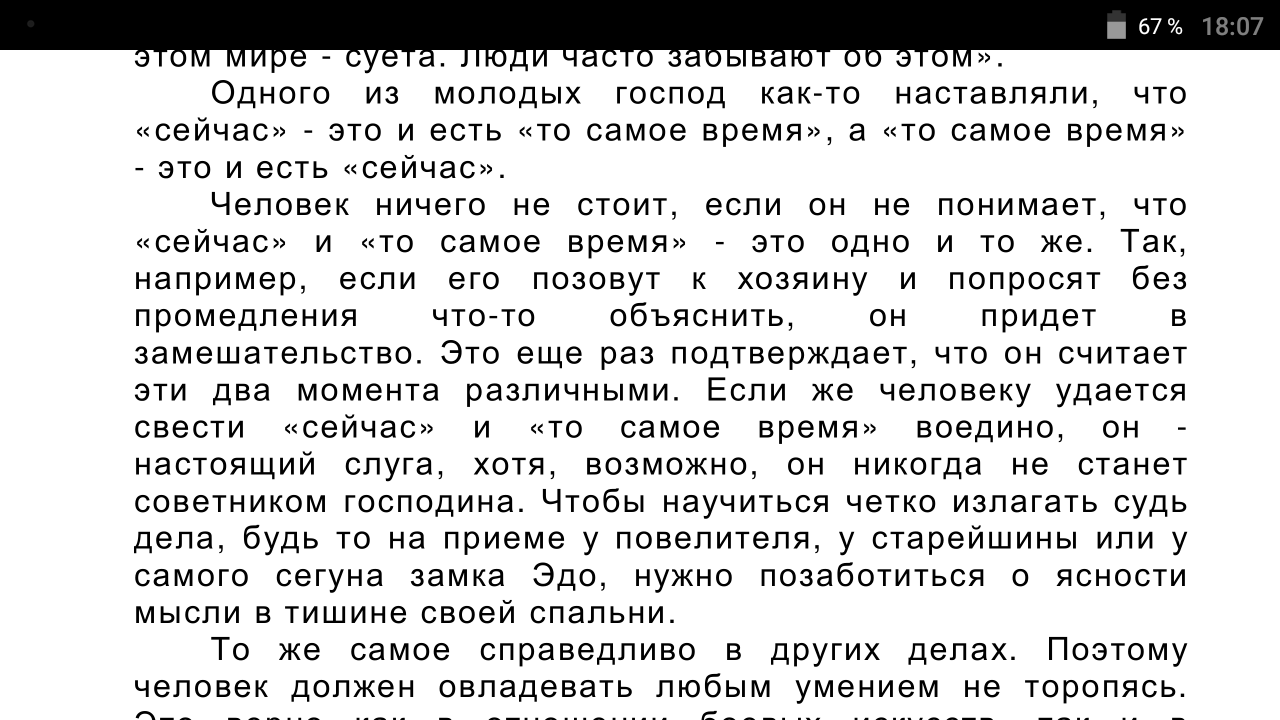 67 % 18:07
этом мире - суета. Люди часто забывают об этом».
Одного из молодых господ как-то наставляли, что
«сейчас» - это и есть «то самое время», а «то самое время»
- это и есть «сейчас».
Человек ничего не стоит, если он не понимает, что
«сейчас» и «то самое время» - это одно и то же. Так,
например, если его позовут к хозяину и попросят без
промедления что-то объяснить, он придет в
замешательство. Это еще раз подтверждает, что он считает
эти два момента различными. Если же человеку удается
свести «сейчас» и «то самое время» воедино, он -
настоящий слуга, хотя, возможно, он никогда не станет
советником господина. Чтобы научиться четко излагать судь
дела, будь то на приеме у повелителя, у старейшины или у
самого сегуна замка Эдо, нужно позаботиться о ясности
мысли в тишине своей спальни.
То же самое справедливо в других делах. Поэтому
человек должен овладевать любым умением не торопясь.
Это верно как в отношении боевых искусств, так и в